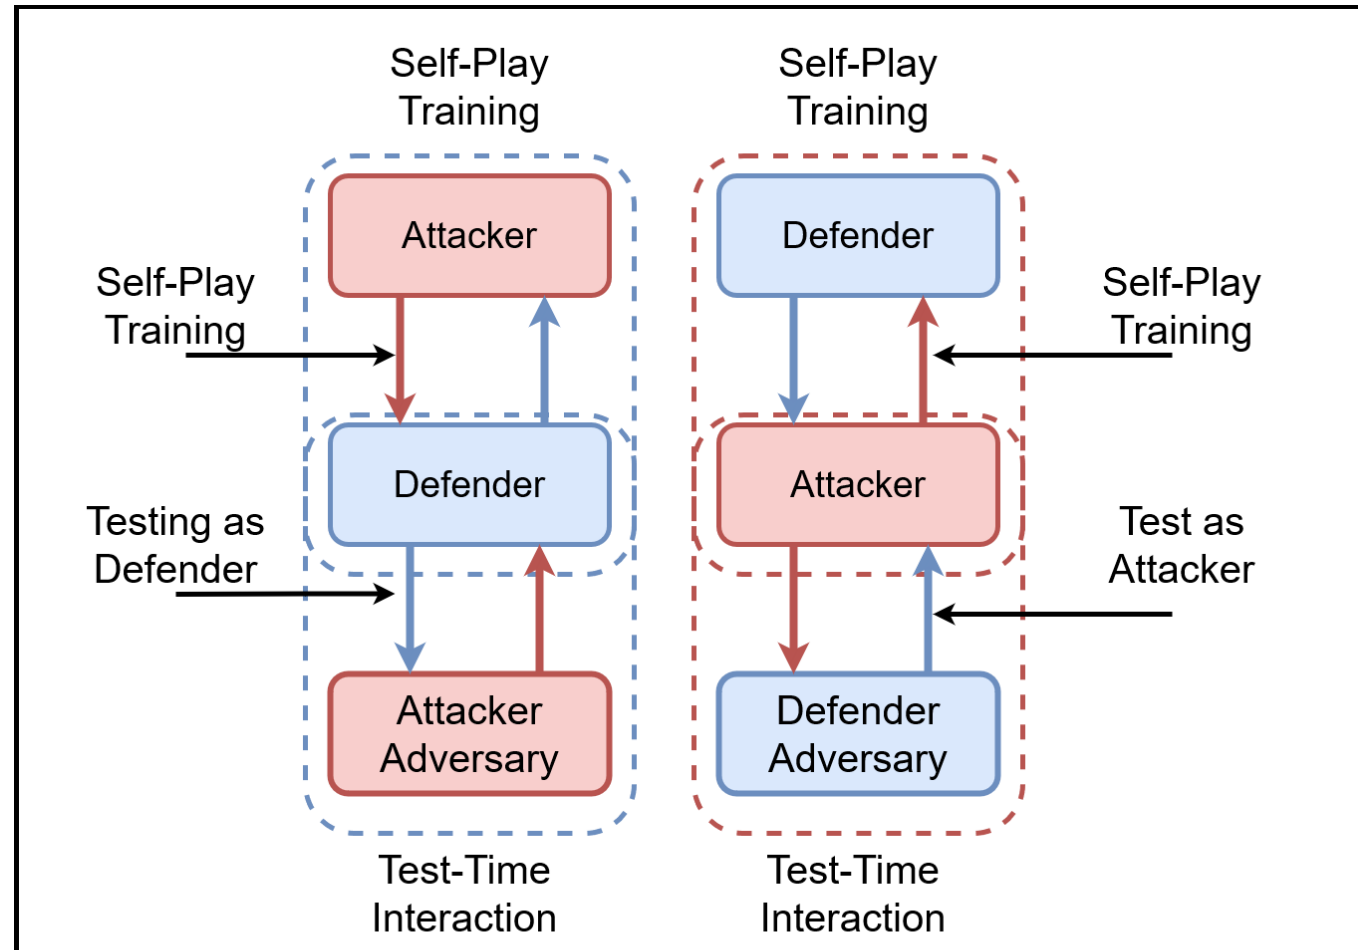 Self-Play
Training
Self-Play
Training
Attacker
Defender
Self-Play
Training
Self-Play
Training
Defender
Attacker
Testing as
Defender
Test as
Attacker
Attacker
Adversary
Defender
Adversary
Test-Time
Interaction
Test-Time
Interaction